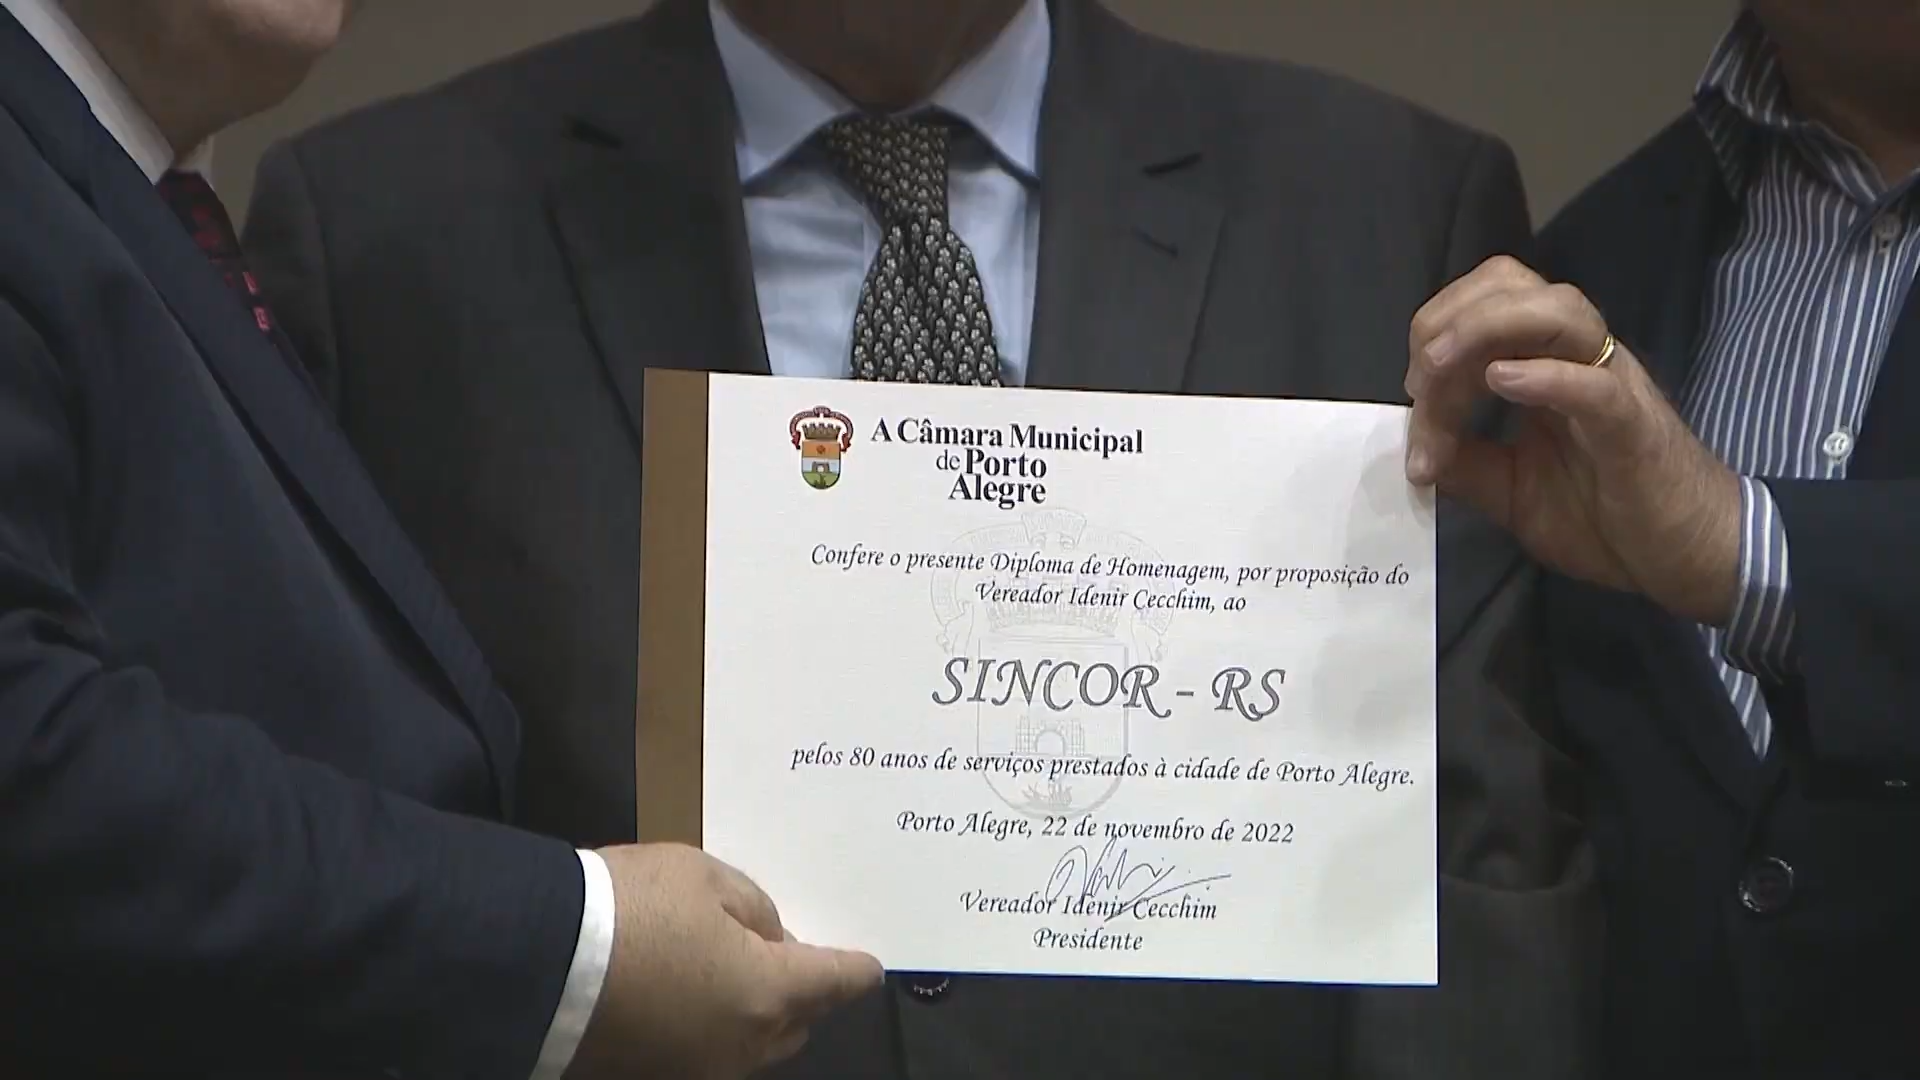 A Câmara Municipal
de Porto
Alegre
Confere o presente Diploma de Homenagem, por proposição do
Vereador Idenir Cecchim, ao
SINCOR - RS
pelos 80 anos de serviços prestados à cidade de Porto Alegre.
Porto Alegre, 22 de novembro de 2022
Vereador Idenir Cecchim
Presidente